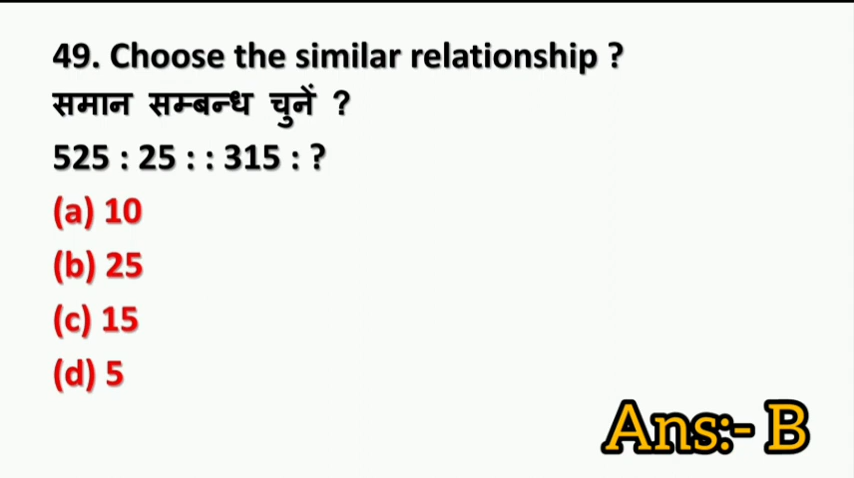 49. Choose the similar relationship ?
समान सम्बन्ध चुनें ?
525 : 25 : : 315 : ?
(a) 10
(b) 25
(c) 15
(d) 5
Ans:- B